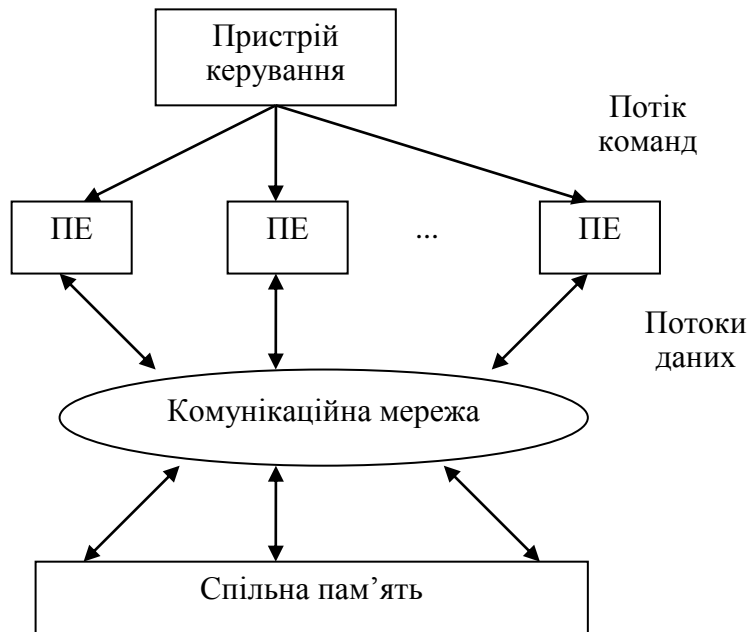 Пристрій
керування
Потік
команд
ПЕ
ПЕ
...
ПЕ
Потоки
даних
Комунікаційна мережа
Спільна пам’ять